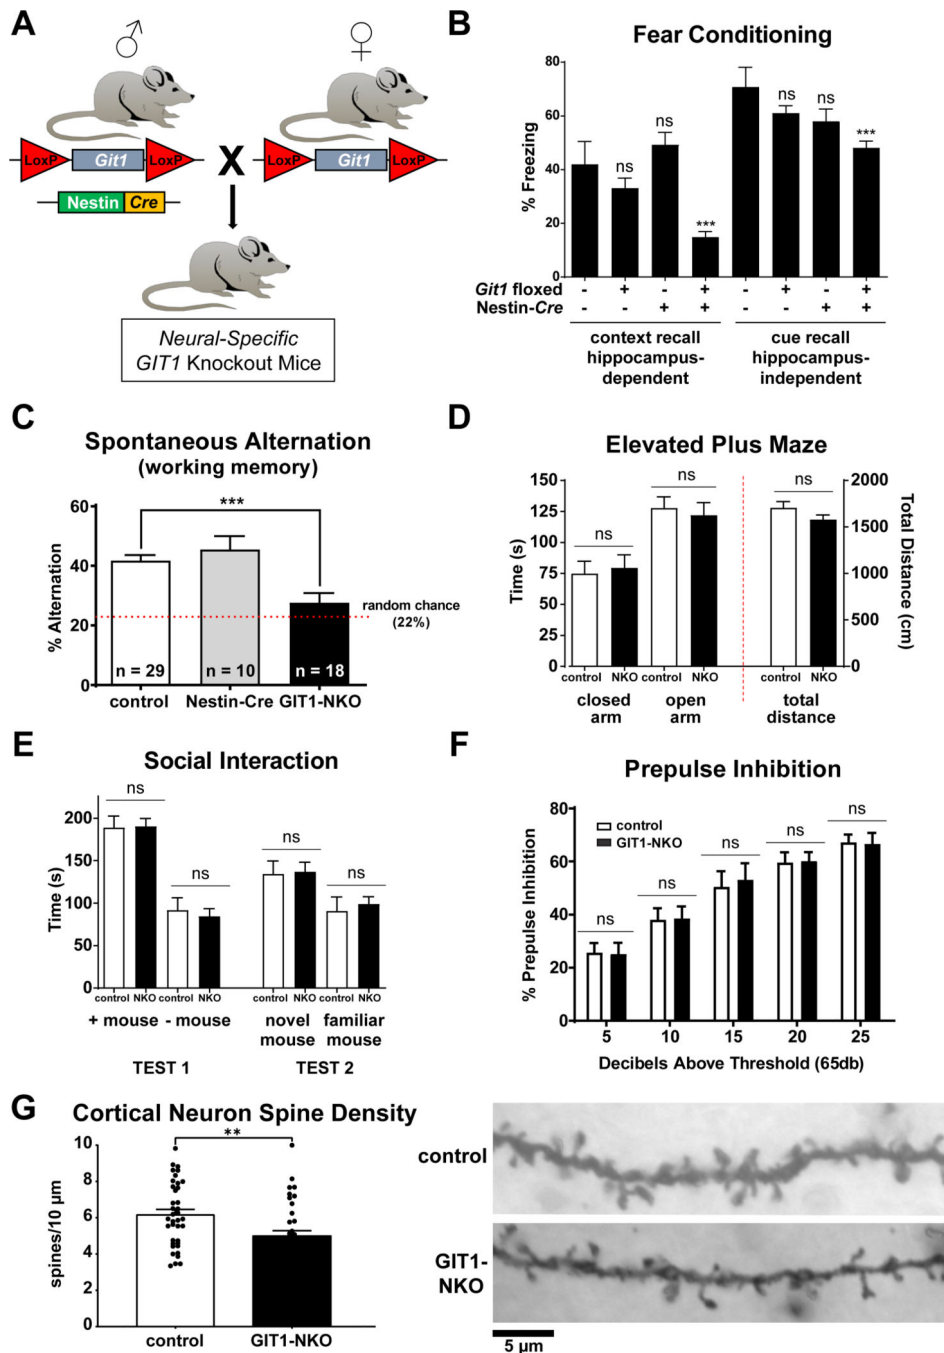 A
♂
♀
LoxP Git1 LoxP X LoxP Git1 LoxP
Nestin Cre
Neural-Specific
GIT1 Knockout Mice
B
Fear Conditioning
% Freezing
80
60
40
20
0
ns
ns
***
ns
ns
***
Git1 floxed - + - + - + - +
Nestin-Cre - - + + - - + +
context recall
hippocampus-
dependent
cue recall
hippocampus-
independent
C
Spontaneous Alternation
(working memory)
% Alternation
60
40
20
0
***
random chance
(22%)
n = 29 n = 10 n = 18
control Nestin-Cre GIT1-NKO
D
Elevated Plus Maze
Time (s)
150
125
100
75
50
25
0
ns
ns
ns
2000
1500
1000
500
0
Total Distance (cm)
control NKO control NKO control NKO
closed
arm
open
arm
total
distance
E
Social Interaction
Time (s)
200
150
100
50
0
ns
ns
ns
ns
control NKO control NKO control NKO control NKO
+ mouse - mouse
novel
mouse
familiar
mouse
TEST 1 TEST 2
F
Prepulse Inhibition
% Prepulse Inhibition
80
60
40
20
0
control
GIT1-NKO
ns
ns
ns
ns
ns
5 10 15 20 25
Decibels Above Threshold (65db)
G
Cortical Neuron Spine Density
spines/10 µm
10
8
6
4
2
0
**
control GIT1-NKO
control
GIT1-
NKO
5 µm